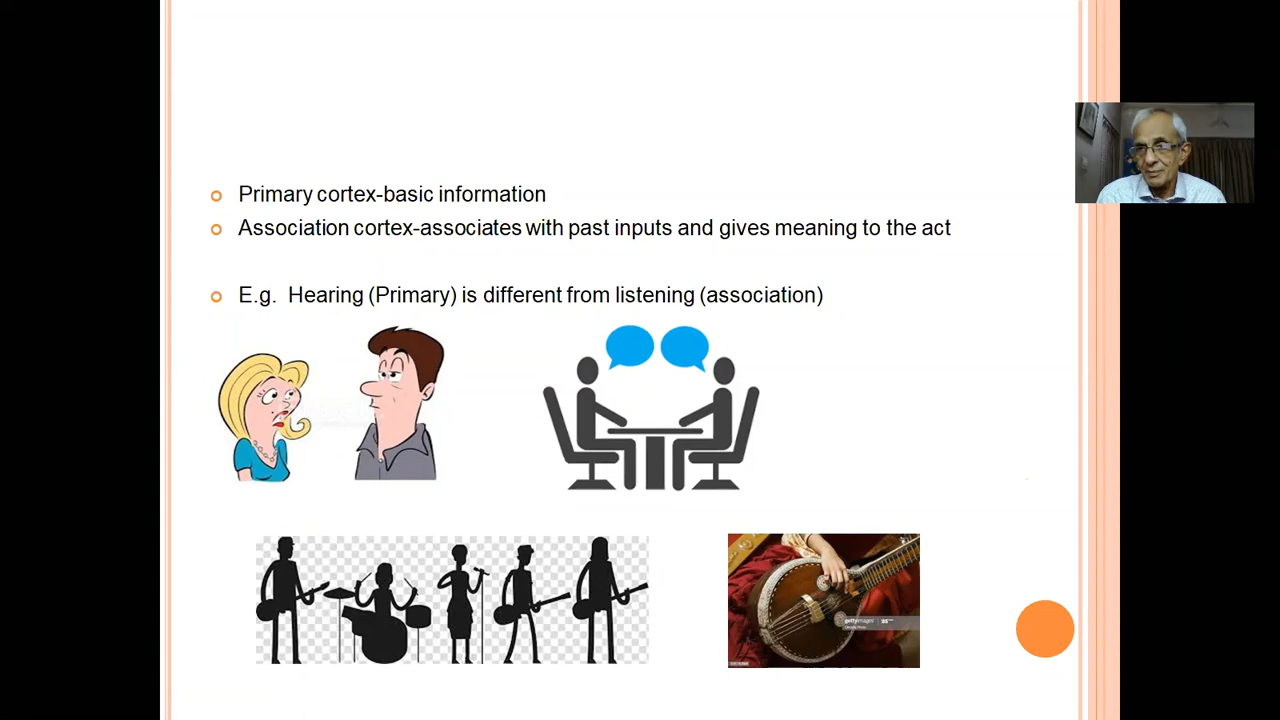 Primary cortex-basic information
Association cortex-associates with past inputs and gives meaning to the act
E.g. Hearing (Primary) is different from listening (association)
gettyimages